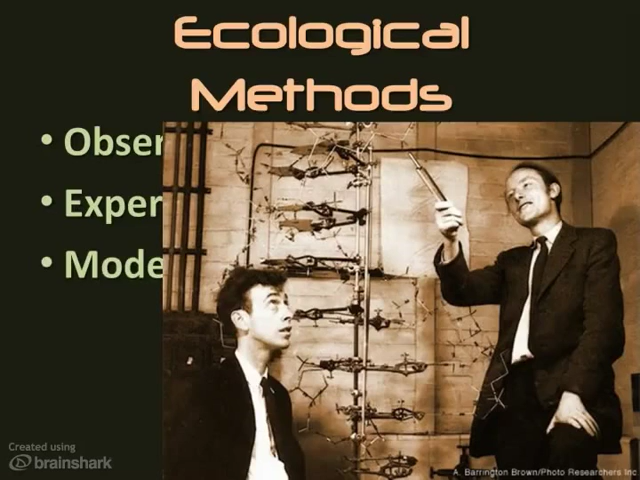 Ecological
Methods
• Obser
• Exper
• Mode
Created using
brainshark
A. Barrington Brown/Photo Researchers Inc